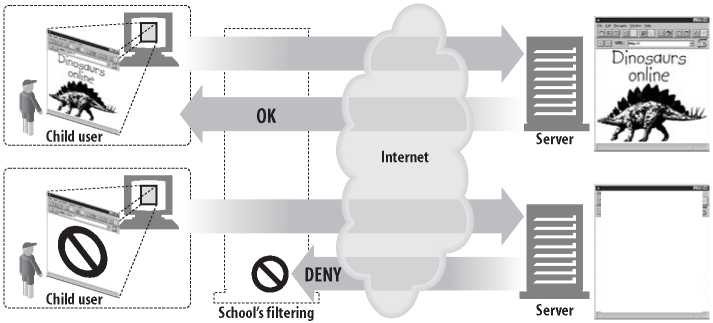 Dinosaurs
online
Child user
OK
Internet
Server
Dinosaurs
online
Child user
DENY
School's filtering
Server